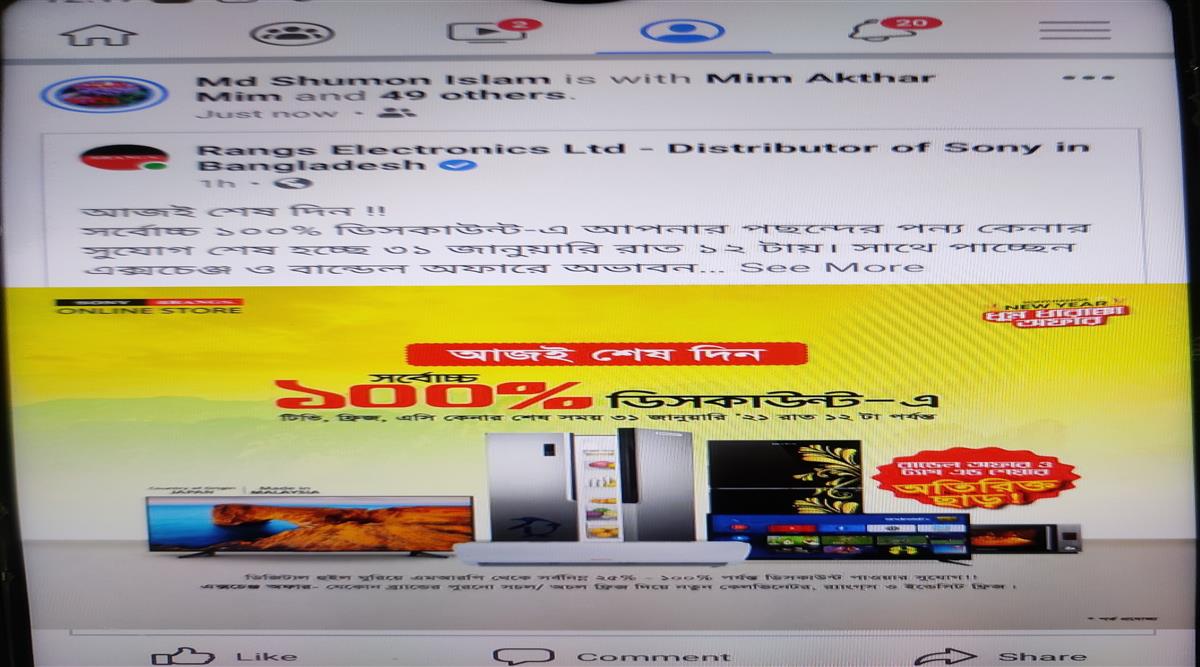 2
20
Md Shumon Islam is with Mim Akthar
Mim and 49 others.
Just now
Rangs Electronics Ltd - Distributor of Sony in
Bangladesh
1h
আজই শেষ দিন !!
সর্বোচ্চ ১০০% ডিসকাউন্ট-এ আপনার পছন্দের পন্য কেনার
সুযোগ শেষ হচ্ছে ৩১ জানুয়ারি রাত ১২ টায়। সাথে পাচ্ছেন
এক্সচেঞ্জ ও বান্ডেল অফারে অভাবন... See More
SONY RANGS
ONLINE STORE
NEW YEAR
ধুম ধারাক্কা
অফার
আজই শেষ দিন
সর্বোচ্চ
১০০% ডিসকাউন্ট-এ
টিভি, ফ্রিজ, এসি কেনার শেষ সময় ৩১ জানুয়ারি '২১ রাত ১২ টা পর্যন্ত
বান্ডেল অফার ও
ট্যাগ এন্ড শেয়ারে
অতিরিক্ত
ছাড়!
Country of Origin Made in
JAPAN MALAYSIA
ডিজিটাল হুইল ঘুরিয়ে এমআরপি থেকে সর্বনিম্ন ২৫% - ১০০% পর্যন্ত ডিসকাউন্ট পাওয়ার সুযোগ!!
এক্সচেঞ্জ অফার- যেকোন ব্র্যান্ডের পুরনো সচল/ অচল ফ্রিজ দিয়ে নতুন কেলভিনেটর, র‍্যাংগস ও ইন্ডেসিট ফ্রিজ।
* শর্ত প্রযোজ্য
Like Comment Share